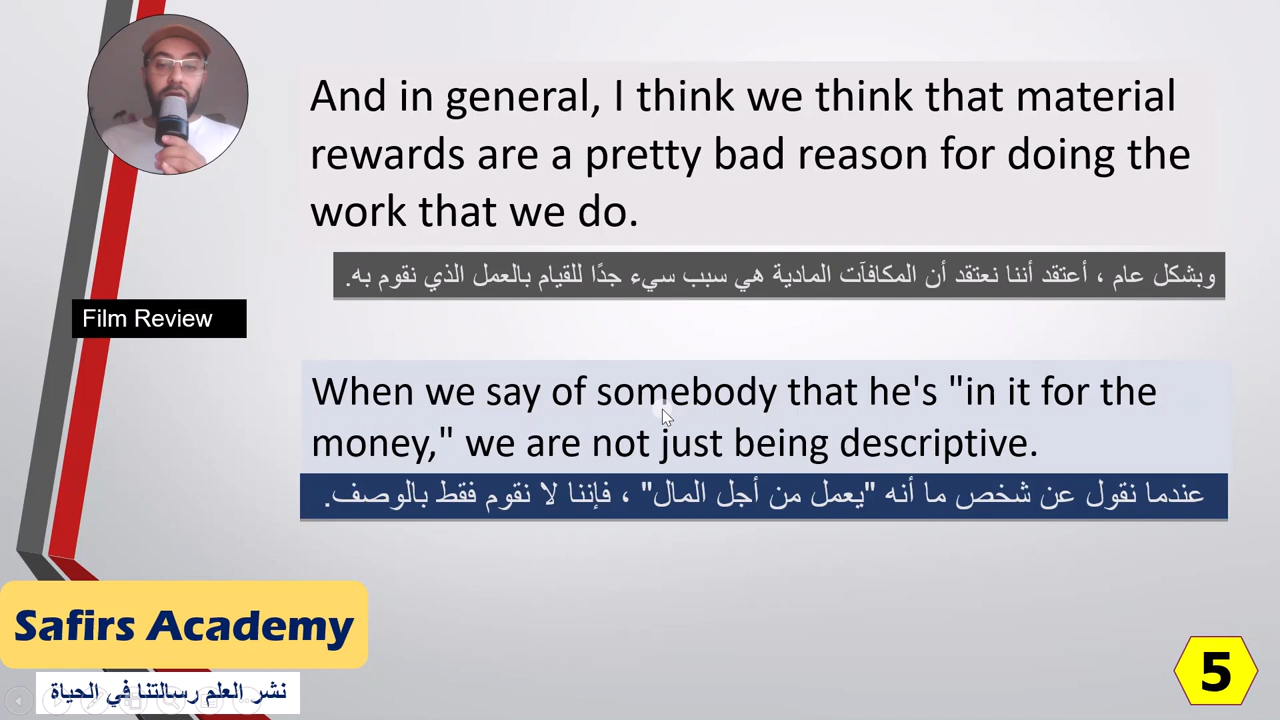 And in general, I think we think that material
rewards are a pretty bad reason for doing the
work that we do.
وبشكل عام ، أعتقد أننا نعتقد أن المكافآت المادية هي سبب سيء جدًا للقيام بالعمل الذي نقوم به.
Film Review
When we say of somebody that he's "in it for the
money," we are not just being descriptive.
عندما نقول عن شخص ما أنه "يعمل من أجل المال" ، فإننا لا نقوم فقط بالوصف.
Safirs Academy
نشر العلم رسالتنا في الحياة
5